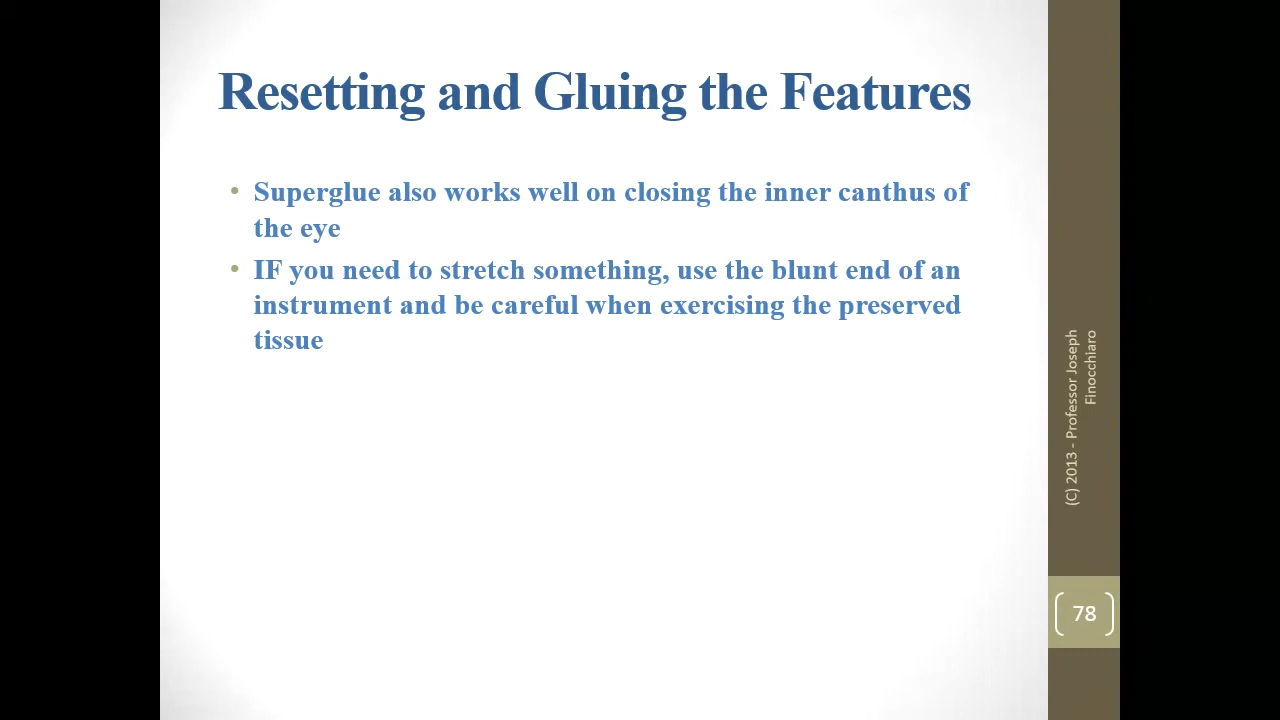 Resetting and Gluing the Features
• Superglue also works well on closing the inner canthus of
the eye
• IF you need to stretch something, use the blunt end of an
instrument and be careful when exercising the preserved
tissue
(C) 2013 - Professor Joseph
Finocchiaro
78